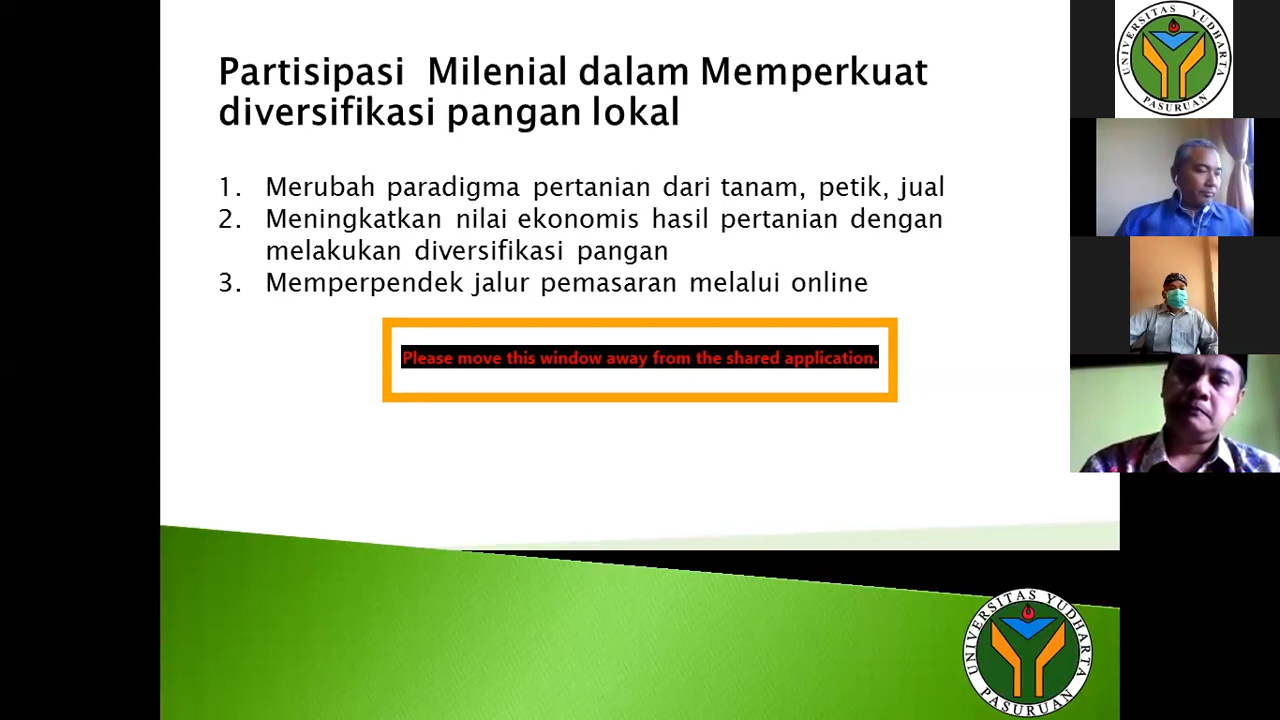 Partisipasi Milenial dalam Memperkuat
diversifikasi pangan lokal
1. Merubah paradigma pertanian dari tanam, petik, jual
2. Meningkatkan nilai ekonomis hasil pertanian dengan
melakukan diversifikasi pangan
3. Memperpendek jalur pemasaran melalui online
Please move this window away from the shared application.
UNIVERSITAS YUDHARTA
PASURUAN
UNIVERSITAS YUDHARTA
PASURUAN